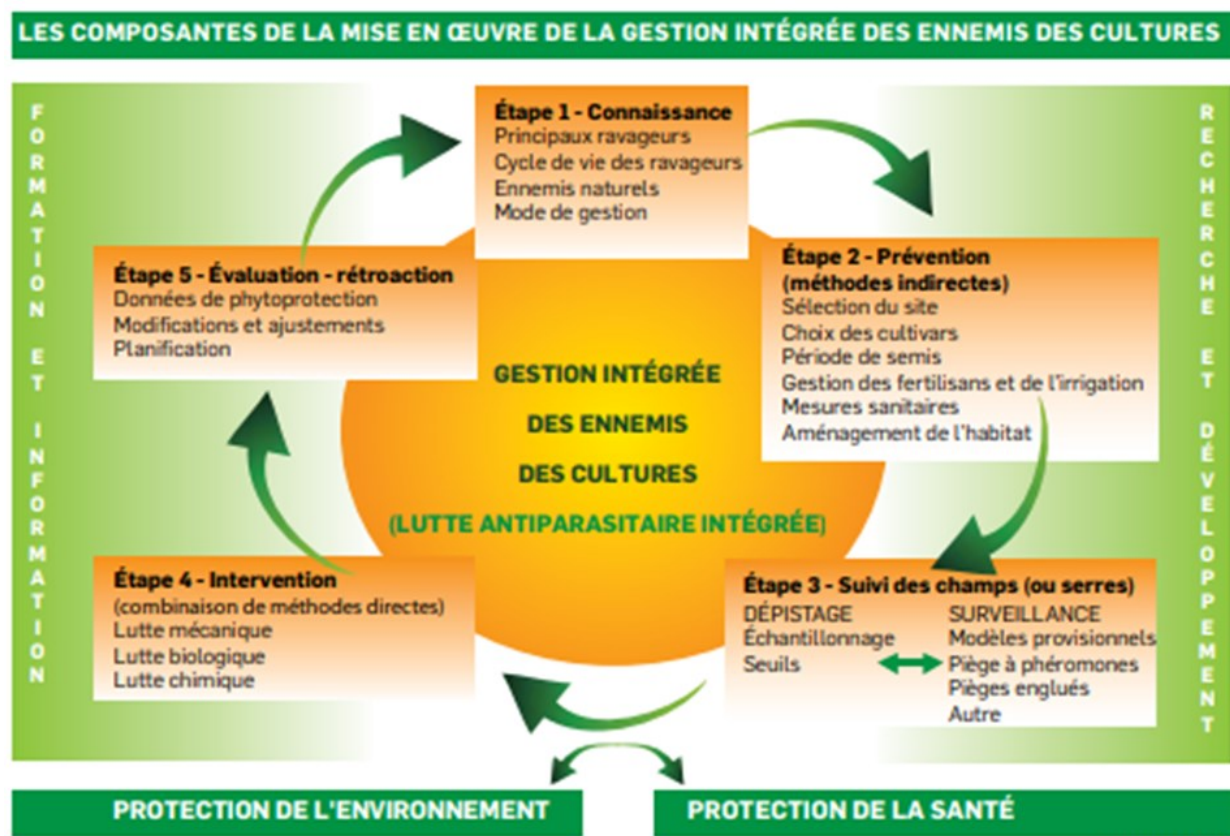 LES COMPOSANTES DE LA MISE EN ŒUVRE DE LA GESTION INTÉGRÉE DES ENNEMIS DES CULTURES
FORMATION ET INFORMATION
Étape 1 - Connaissance
Principaux ravageurs
Cycle de vie des ravageurs
Ennemis naturels
Mode de gestion
Étape 2 - Prévention
(méthodes indirectes)
Sélection du site
Choix des cultivars
Période de semis
Gestion des fertilisans et de l'irrigation
Mesures sanitaires
Aménagement de l'habitat
Étape 3 - Suivi des champs (ou serres)
DÉPISTAGE
Échantillonnage
Seuils
SURVEILLANCE
Modèles provisionnels
Piège à phéromones
Pièges englués
Autre
Étape 4 - Intervention
(combinaison de méthodes directes)
Lutte mécanique
Lutte biologique
Lutte chimique
Étape 5 - Évaluation - rétroaction
Données de phytoprotection
Modifications et ajustements
Planification
GESTION INTÉGRÉE
DES ENNEMIS
DES CULTURES
(LUTTE ANTIPARASITAIRE INTÉGRÉE)
RECHERCHE ET DÉVELOPPEMENT
PROTECTION DE L'ENVIRONNEMENT
PROTECTION DE LA SANTÉ